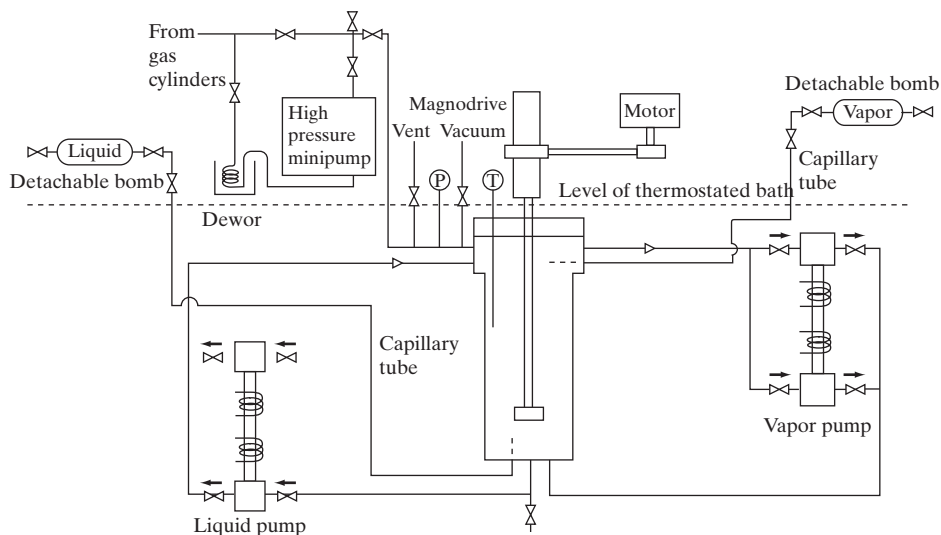 From
gas
cylinders
High
pressure
minipump
Magnodrive
Vent
Vacuum
Motor
Detachable bomb
Vapor
Capillary
tube
Liquid
Detachable bomb
Dewor
P
T
Level of thermostated bath
Capillary
tube
Vapor pump
Liquid pump